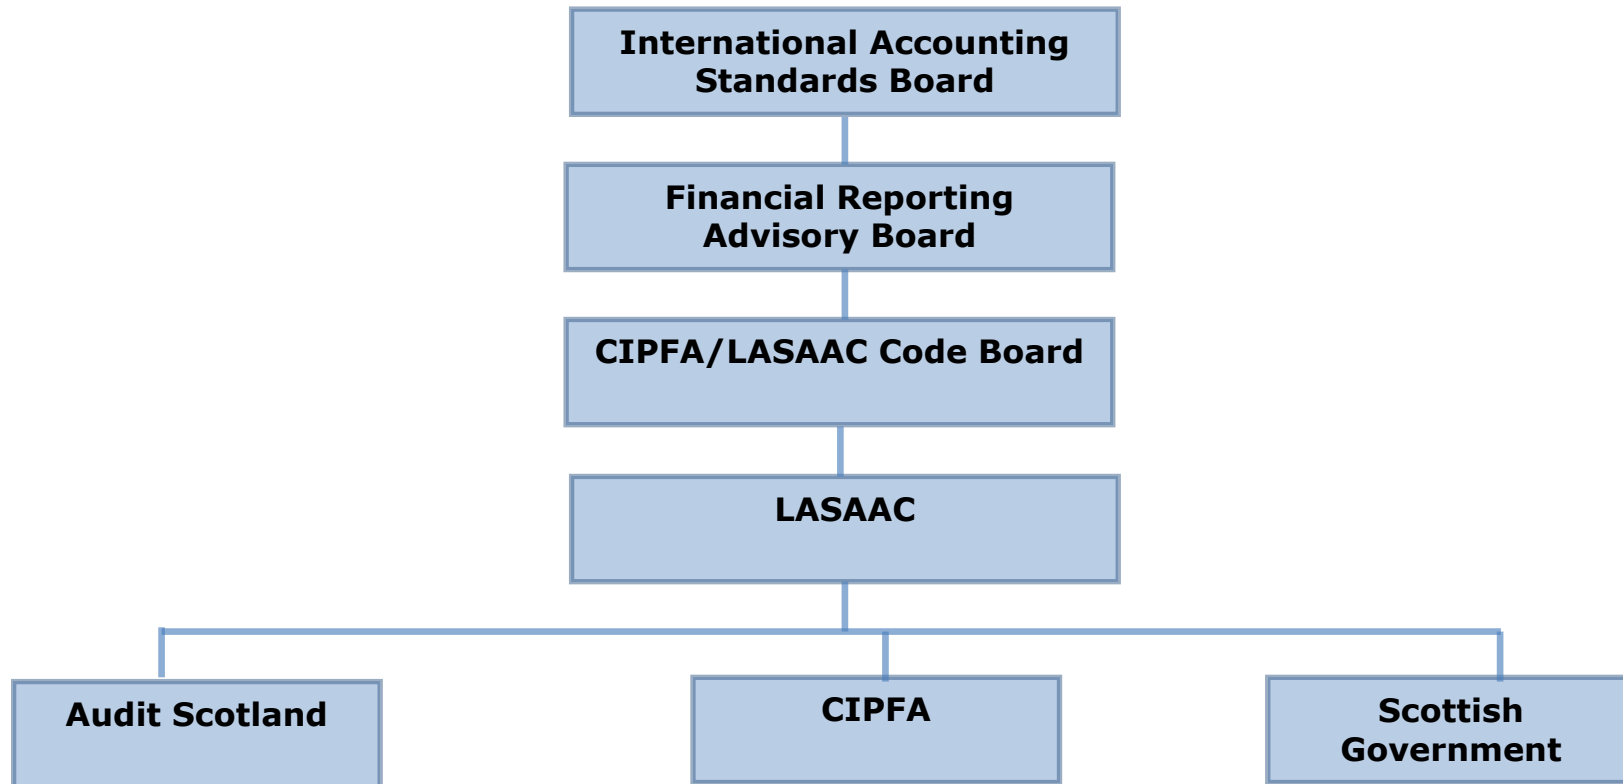 International Accounting
Standards Board
Financial Reporting
Advisory Board
CIPFA/LASAAC Code Board
LASAAC
Audit Scotland
CIPFA
Scottish
Government